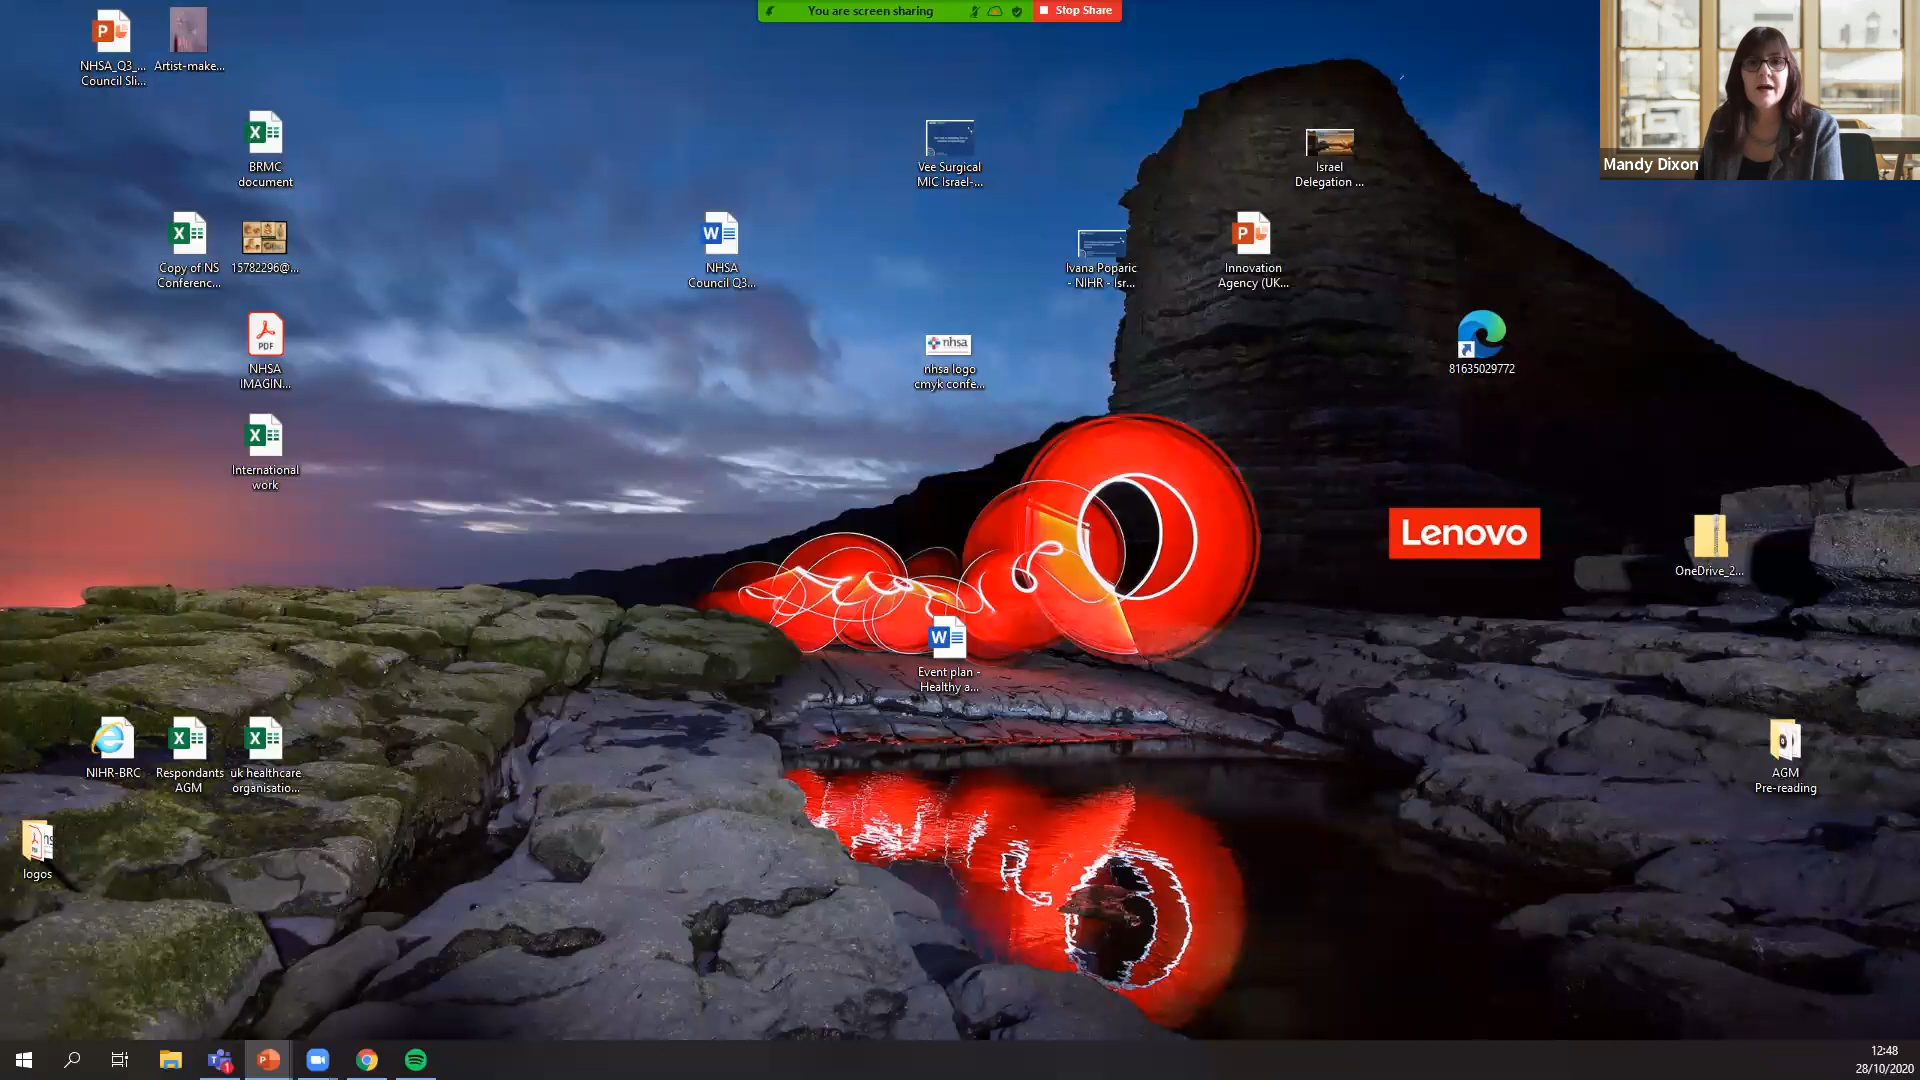 You are screen sharing
Stop Share
Mandy Dixon
NHSA_Q3_...
Council Sli...
Artist-make...
BRMC
document
Vee Surgical
MIC Israel-...
Israel
Delegation ...
Copy of NS
Conferenc...
15782296@...
NHSA
Council Q3...
Ivana Poparic
- NIHR - Isr...
Innovation
Agency (UK...
PDF
NHSA
IMAGIN...
nhsa
nhsa logo
cmyk confe...
81635029772
International
work
Lenovo
OneDrive_2...
Event plan -
Healthy a...
NIHR-BRC
Respondants
AGM
uk healthcare
organisatio...
AGM
Pre-reading
logos
12:48
28/10/2020